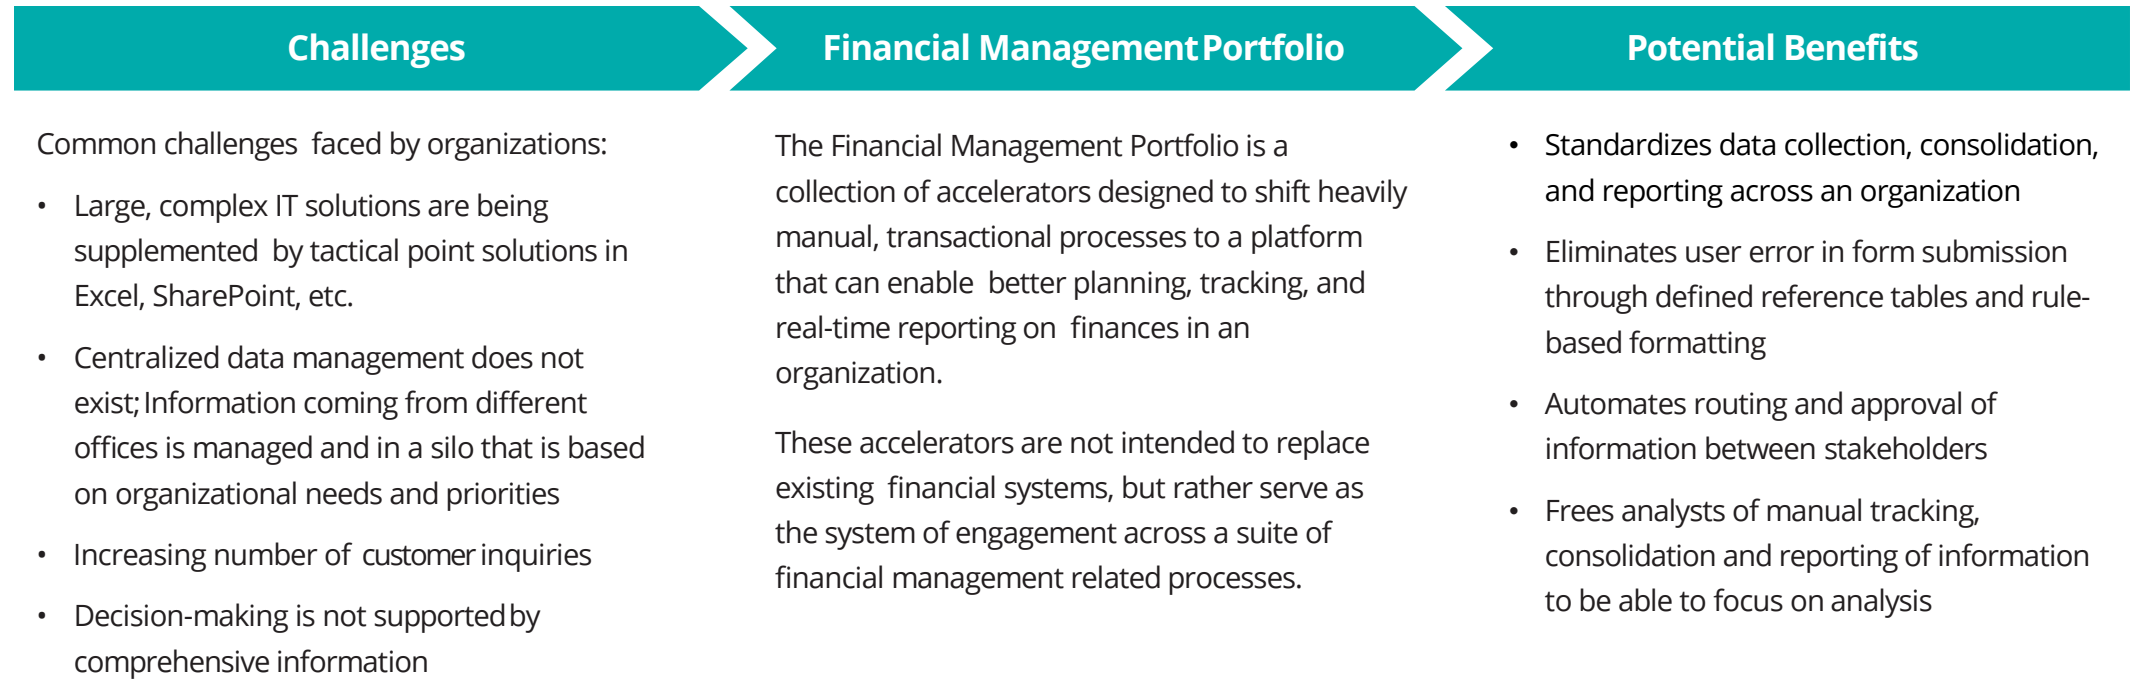 Challenges
Financial Management Portfolio
Potential Benefits
Common challenges faced by organizations:
• Large, complex IT solutions are being
supplemented by tactical point solutions in
Excel, SharePoint, etc.
• Centralized data management does not
exist; Information coming from different
offices is managed and in a silo that is based
on organizational needs and priorities
• Increasing number of customer inquiries
• Decision-making is not supported by
comprehensive information
The Financial Management Portfolio is a
collection of accelerators designed to shift heavily
manual, transactional processes to a platform
that can enable better planning, tracking, and
real-time reporting on finances in an
organization.
These accelerators are not intended to replace
existing financial systems, but rather serve as
the system of engagement across a suite of
financial management related processes.
• Standardizes data collection, consolidation,
and reporting across an organization
• Eliminates user error in form submission
through defined reference tables and rule-
based formatting
• Automates routing and approval of
information between stakeholders
• Frees analysts of manual tracking,
consolidation and reporting of information
to be able to focus on analysis